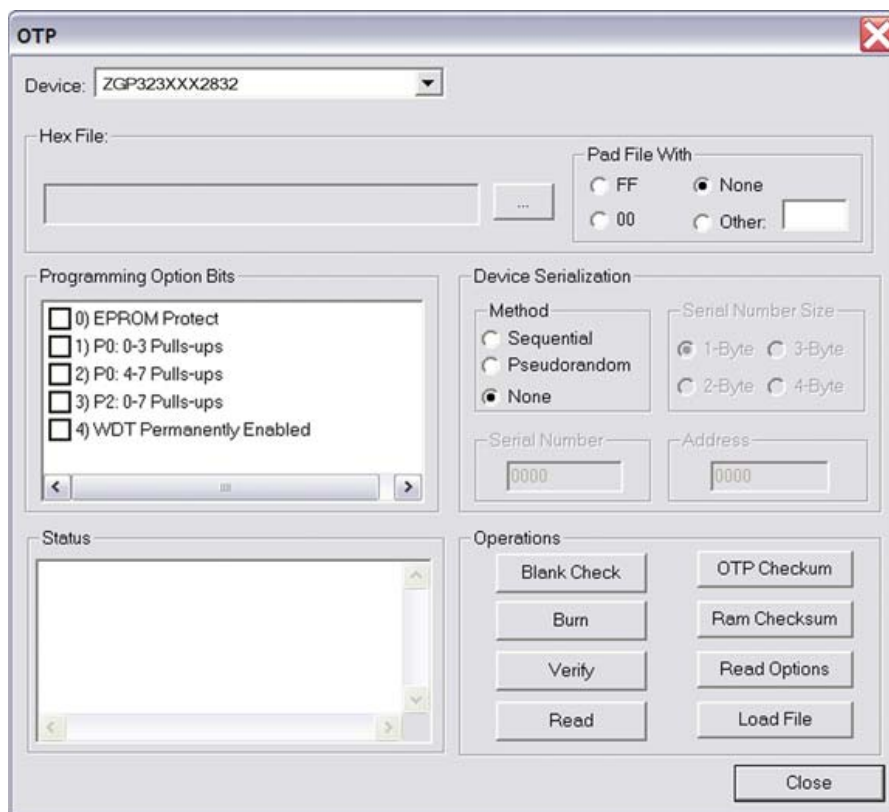 OTP
Device: ZGP323XXX2832
Hex File:
...
Pad File With
FF None
00 Other:
Programming Option Bits
0) EPROM Protect
1) P0: 0-3 Pulls-ups
2) P0: 4-7 Pulls-ups
3) P2: 0-7 Pulls-ups
4) WDT Permanently Enabled
Device Serialization
Method
Sequential
Pseudorandom
None
Serial Number Size
1-Byte 3-Byte
2-Byte 4-Byte
Serial Number
0000
Address
0000
Status
Operations
Blank Check OTP Checkum
Burn Ram Checksum
Verify Read Options
Read Load File
Close